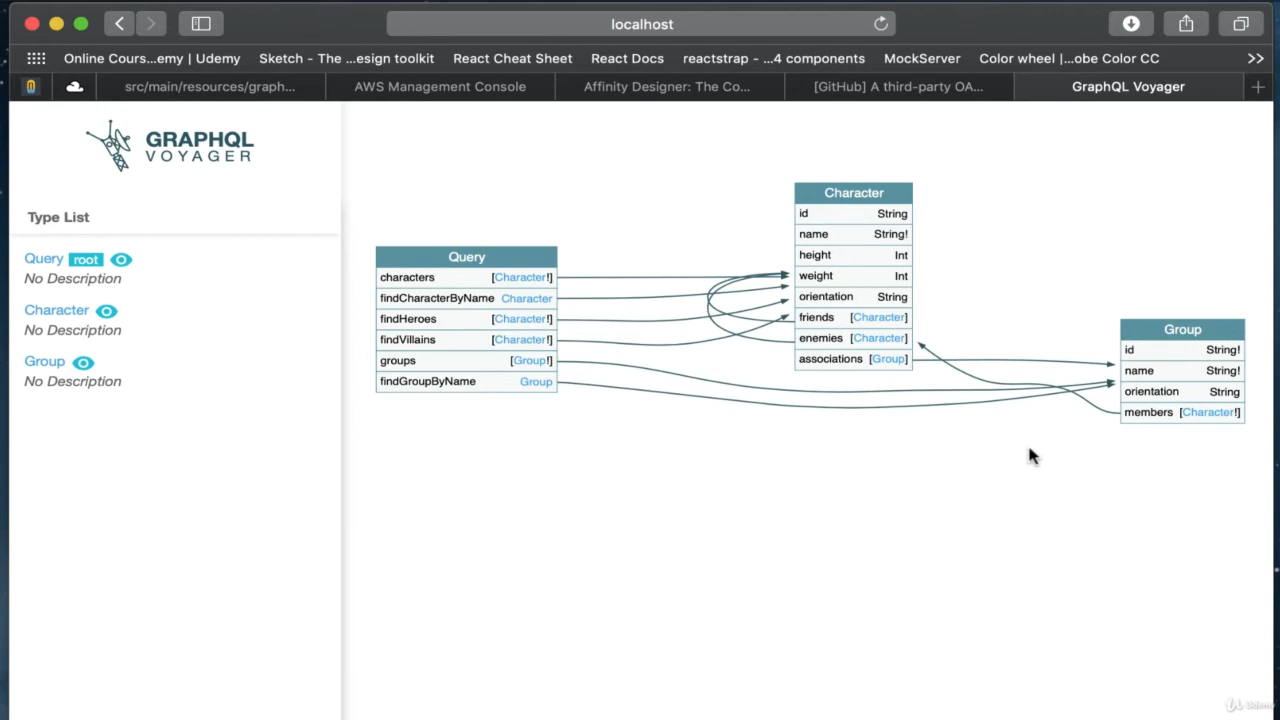 localhost
Online Cours...emy | Udemy
Sketch - The ...esign toolkit
React Cheat Sheet
React Docs
reactstrap - ...4 components
MockServer
Color wheel |...obe Color CC
src/main/resources/graph...
AWS Management Console
Affinity Designer: The Co...
[GitHub] A third-party OA...
GraphQL Voyager
GRAPHQL
VOYAGER
Type List
Query root
No Description
Character
No Description
Group
No Description
Query
characters [Character!]
findCharacterByName Character
findHeroes [Character!]
findVillains [Character!]
groups [Group!]
findGroupByName Group
Character
id String
name String!
height Int
weight Int
orientation String
friends [Character]
enemies [Character]
associations [Group]
Group
id String!
name String!
orientation String
members [Character!]
Udemy